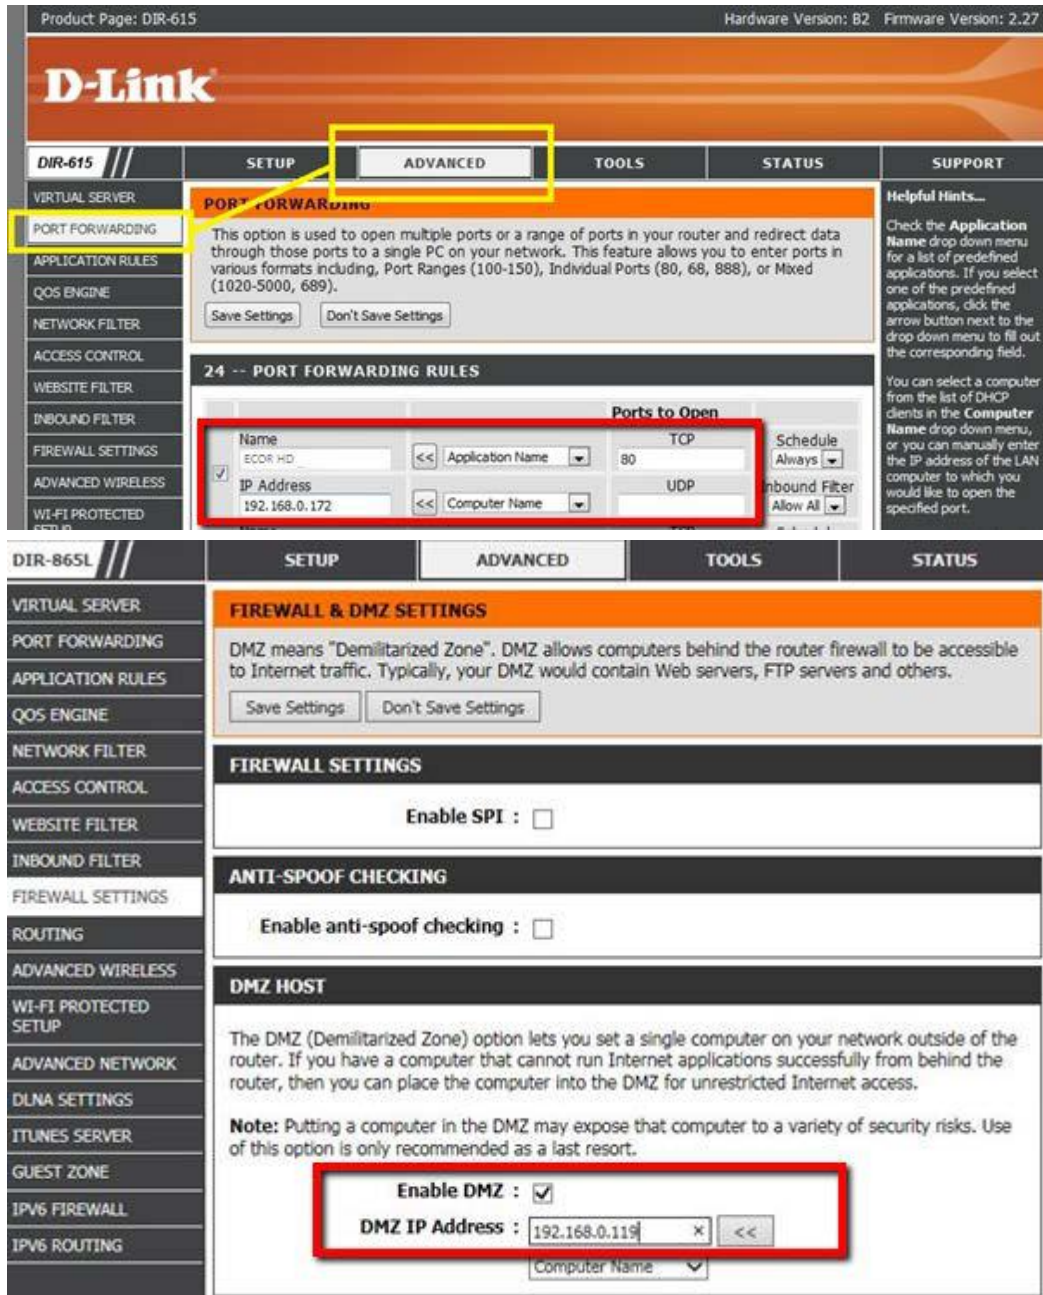 Product Page: DIR-615 Hardware Version: B2 Firmware Version: 2.27
D-Link
DIR-615 SETUP ADVANCED TOOLS STATUS SUPPORT
VIRTUAL SERVER
PORT FORWARDING
APPLICATION RULES
QOS ENGINE
NETWORK FILTER
ACCESS CONTROL
WEBSITE FILTER
INBOUND FILTER
FIREWALL SETTINGS
ADVANCED WIRELESS
WI-FI PROTECTED
SETUP
PORT FORWARDING
This option is used to open multiple ports or a range of ports in your router and redirect data
through those ports to a single PC on your network. This feature allows you to enter ports in
various formats including, Port Ranges (100-150), Individual Ports (80, 68, 888), or Mixed
(1020-5000, 689).
Save Settings Don't Save Settings
24 -- PORT FORWARDING RULES
Ports to Open
Name TCP Schedule
ECOR HD << Application Name 80 Always
IP Address UDP Inbound Filter
192.168.0.172 << Computer Name Allow All
Name TCP Schedule
Helpful Hints...
Check the Application
Name drop down menu
for a list of predefined
applications. If you select
one of the predefined
applications, click the
arrow button next to the
drop down menu to fill out
the corresponding field.
You can select a computer
from the list of DHCP
clients in the Computer
Name drop down menu,
or you can manually enter
the IP address of the LAN
computer to which you
would like to open the
specified port.
DIR-865L SETUP ADVANCED TOOLS STATUS
VIRTUAL SERVER
PORT FORWARDING
APPLICATION RULES
QOS ENGINE
NETWORK FILTER
ACCESS CONTROL
WEBSITE FILTER
INBOUND FILTER
FIREWALL SETTINGS
ROUTING
ADVANCED WIRELESS
WI-FI PROTECTED
SETUP
ADVANCED NETWORK
DLNA SETTINGS
ITUNES SERVER
GUEST ZONE
IPV6 FIREWALL
IPV6 ROUTING
FIREWALL & DMZ SETTINGS
DMZ means "Demilitarized Zone". DMZ allows computers behind the router firewall to be accessible
to Internet traffic. Typically, your DMZ would contain Web servers, FTP servers and others.
Save Settings Don't Save Settings
FIREWALL SETTINGS
Enable SPI :
ANTI-SPOOF CHECKING
Enable anti-spoof checking :
DMZ HOST
The DMZ (Demilitarized Zone) option lets you set a single computer on your network outside of the
router. If you have a computer that cannot run Internet applications successfully from behind the
router, then you can place the computer into the DMZ for unrestricted Internet access.
Note: Putting a computer in the DMZ may expose that computer to a variety of security risks. Use
of this option is only recommended as a last resort.
Enable DMZ :
DMZ IP Address : 192.168.0.119 × <<
Computer Name